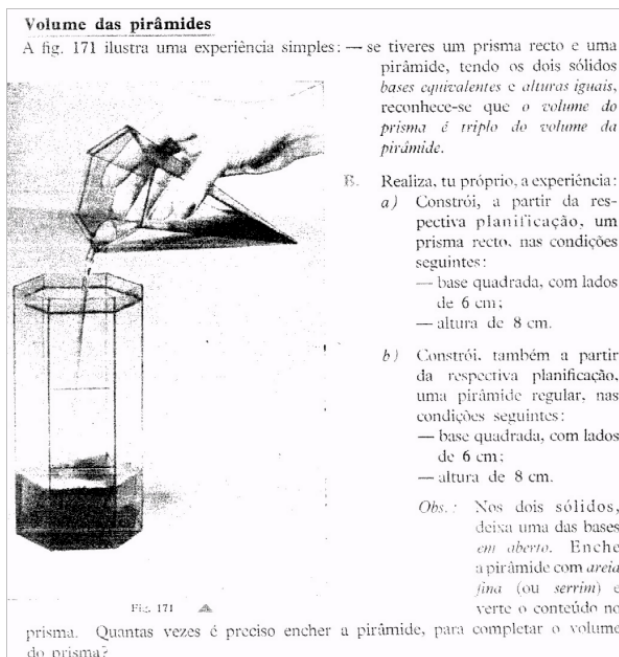 Volume das pirâmides
A fig. 171 ilustra uma experiência simples: — se tiveres um prisma recto e uma
pirâmide, tendo os dois sólidos
bases equivalentes e alturas iguais,
reconhece-se que o volume do
prisma é triplo do volume da
pirâmide.
B. Realiza, tu próprio, a experiência:
a) Constrói, a partir da res-
pectiva planificação, um
prisma recto, nas condições
seguintes:
— base quadrada, com lados
de 6 cm;
— altura de 8 cm.
b) Constrói, também a partir
da respectiva planificação,
uma pirâmide regular, nas
condições seguintes:
— base quadrada, com lados
de 6 cm;
— altura de 8 cm.
Obs.: Nos dois sólidos,
deixa uma das bases
em aberto. Enche
a pirâmide com areia
fina (ou serrim) e
verte o conteúdo no
Fig. 171
prisma. Quantas vezes é preciso encher a pirâmide, para completar o volume
do prisma?